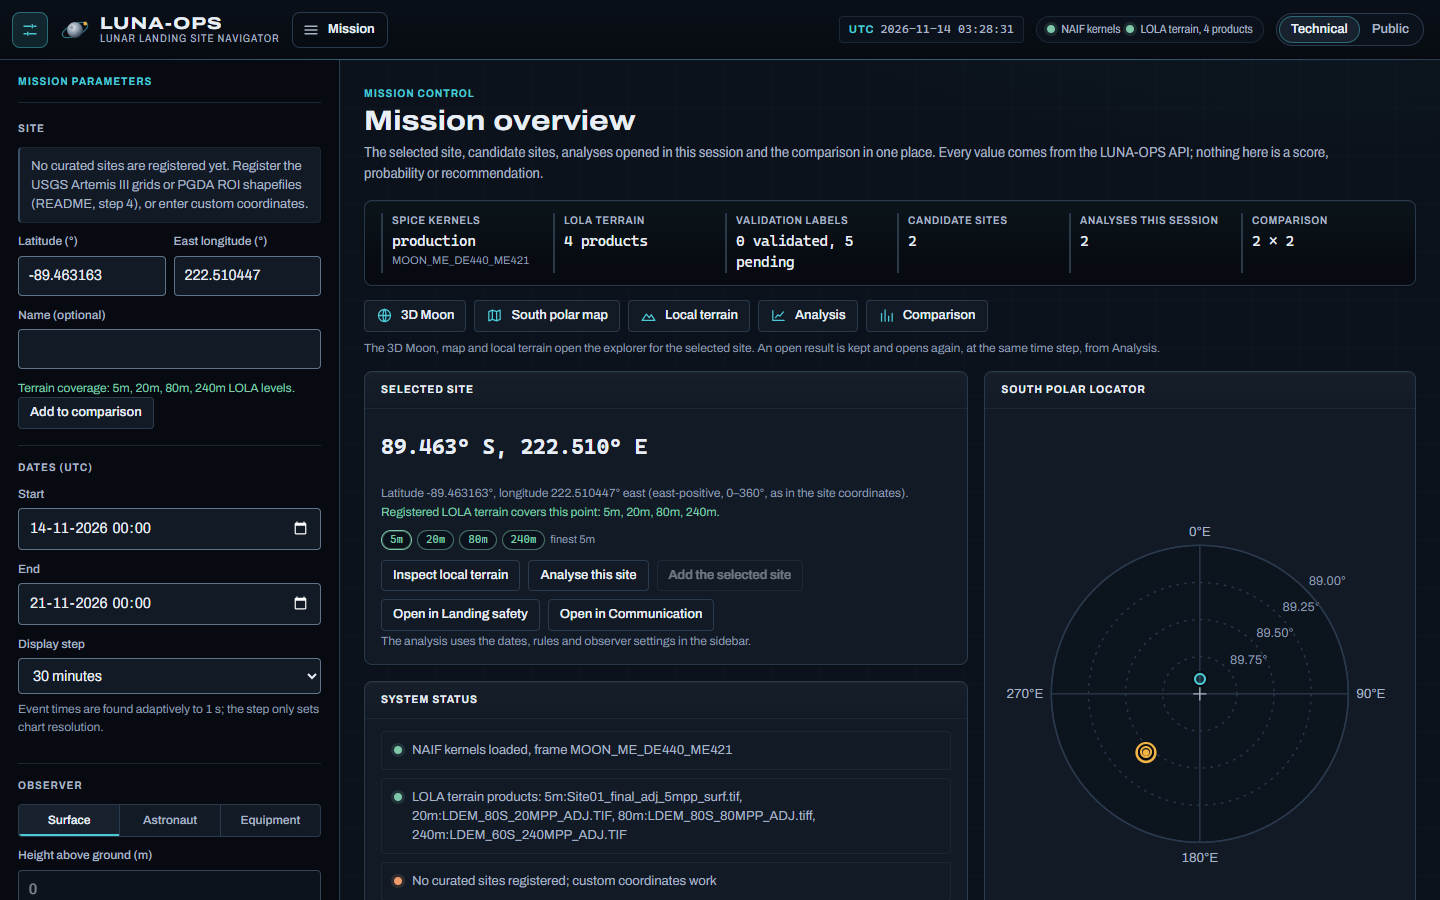 LUNA-OPS
LUNAR LANDING SITE NAVIGATOR
Mission
UTC 2026-11-14 03:28:31
NAIF kernels
LOLA terrain, 4 products
Technical
Public
MISSION PARAMETERS
SITE
No curated sites are registered yet. Register the
USGS Artemis III grids or PGDA ROI shapefiles
(README, step 4), or enter custom coordinates.
Latitude (°)
East longitude (°)
-89.463163
222.510447
Name (optional)
Terrain coverage: 5m, 20m, 80m, 240m LOLA levels.
Add to comparison
DATES (UTC)
Start
14-11-2026 00:00
End
21-11-2026 00:00
Display step
30 minutes
Event times are found adaptively to 1 s; the step only sets
chart resolution.
OBSERVER
Surface
Astronaut
Equipment
Height above ground (m)
0
MISSION CONTROL
Mission overview
The selected site, candidate sites, analyses opened in this session and the comparison in one place. Every value comes from the LUNA-OPS API; nothing here is a score,
probability or recommendation.
SPICE KERNELS
production
MOON_ME_DE440_ME421
LOLA TERRAIN
4 products
VALIDATION LABELS
0 validated, 5
pending
CANDIDATE SITES
2
ANALYSES THIS SESSION
2
COMPARISON
2 × 2
3D Moon
South polar map
Local terrain
Analysis
Comparison
The 3D Moon, map and local terrain open the explorer for the selected site. An open result is kept and opens again, at the same time step, from Analysis.
SELECTED SITE
89.463° S, 222.510° E
Latitude -89.463163°, longitude 222.510447° east (east-positive, 0–360°, as in the site coordinates).
Registered LOLA terrain covers this point: 5m, 20m, 80m, 240m.
5m
20m
80m
240m
finest 5m
Inspect local terrain
Analyse this site
Add the selected site
Open in Landing safety
Open in Communication
The analysis uses the dates, rules and observer settings in the sidebar.
SYSTEM STATUS
NAIF kernels loaded, frame MOON_ME_DE440_ME421
LOLA terrain products: 5m:Site01_final_adj_5mpp_surf.tif,
20m:LDEM_80S_20MPP_ADJ.TIF, 80m:LDEM_80S_80MPP_ADJ.tiff,
240m:LDEM_60S_240MPP_ADJ.TIF
No curated sites registered; custom coordinates work
SOUTH POLAR LOCATOR
0°E
89.00°
89.25°
89.50°
89.75°
270°E
90°E
180°E